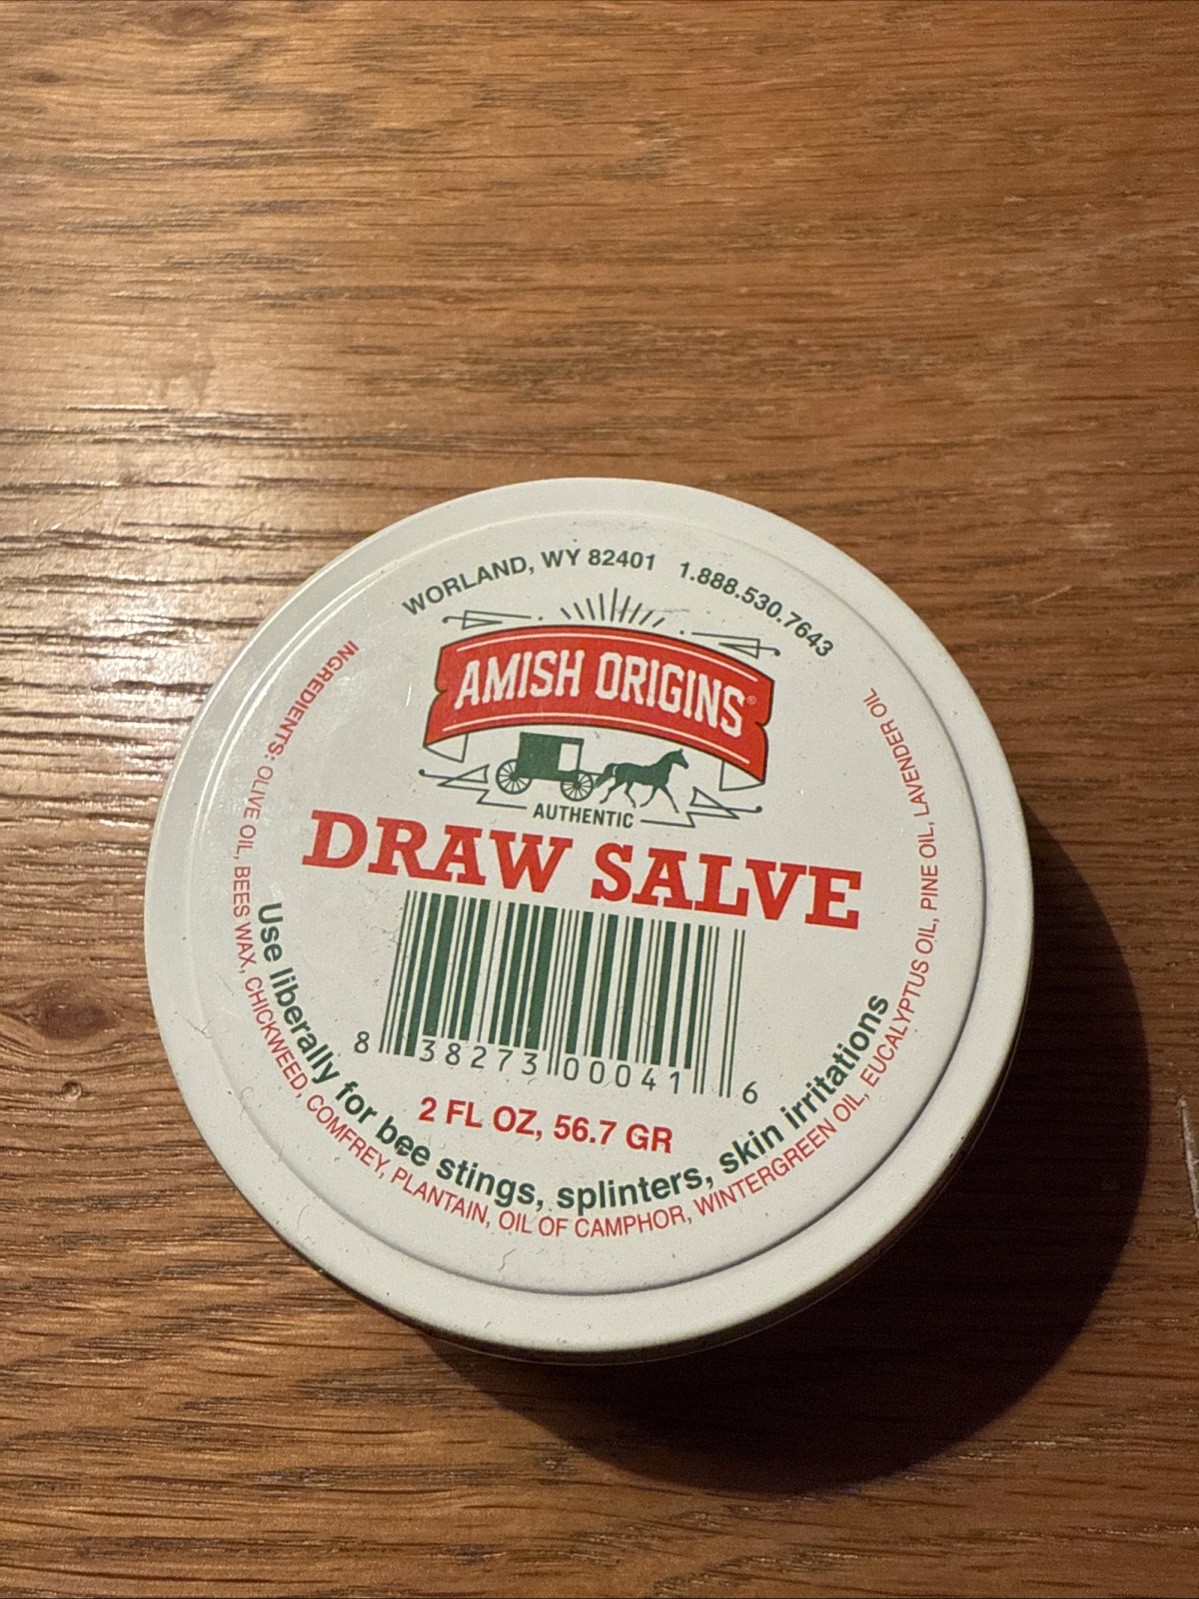 WORLAND, WY 82401 1.888.530.7643
AMISH ORIGINS®
AUTHENTIC
DRAW SALVE
8 38273 00041 6
2 FL OZ, 56.7 GR
Use liberally for bee stings, splinters, skin irritations
INGREDIENTS: OLIVE OIL, BEES WAX, CHICKWEED, COMFREY, PLANTAIN, OIL OF CAMPHOR, WINTERGREEN OIL, EUCALYPTUS OIL, PINE OIL, LAVENDER OIL